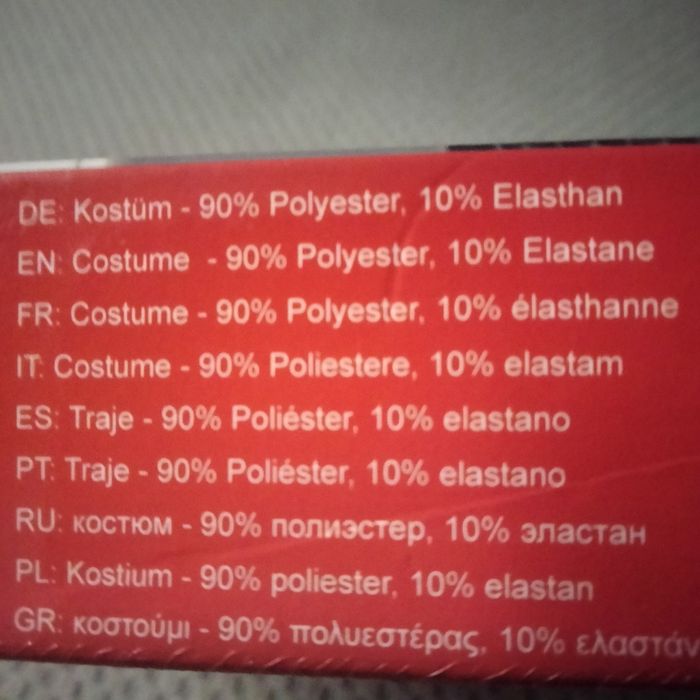 DE: Kostüm - 90% Polyester, 10% Elasthan
EN: Costume - 90% Polyester, 10% Elastane
FR: Costume - 90% Polyester, 10% élasthanne
IT: Costume - 90% Poliestere, 10% elastam
ES: Traje - 90% Poliéster, 10% elastano
PT: Traje - 90% Poliéster, 10% elastano
RU: костюм - 90% полиэстер, 10% эластан
PL: Kostium - 90% poliester, 10% elastan
GR: κοστούμι - 90% πολυεστέρας, 10% ελαστάν